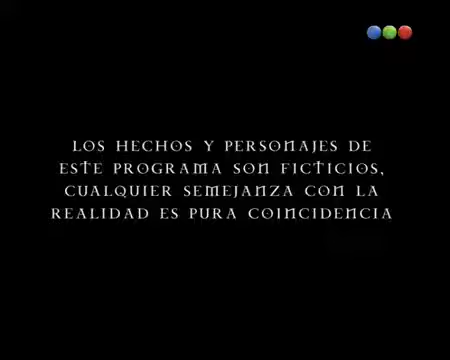 LOS HECHOS Y PERSONAJES DE
ESTE PROGRAMA SON FICTICIOS,
CUALQUIER SEMEJANZA CON LA
REALIDAD ES PURA COINCIDENCIA